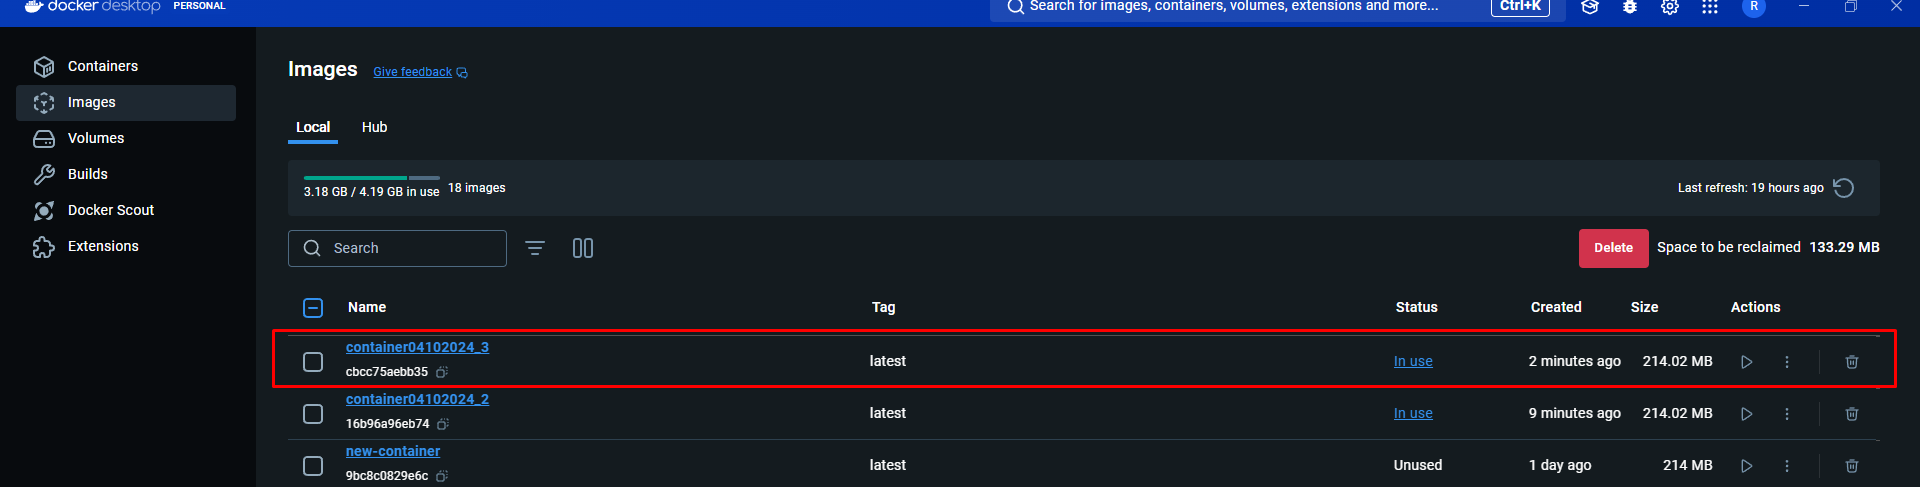 docker desktop PERSONAL
Search for images, containers, volumes, extensions and more... Ctrl+K R
Containers
Images
Volumes
Builds
Docker Scout
Extensions
Images Give feedback
Local Hub
3.18 GB / 4.19 GB in use 18 images
Last refresh: 19 hours ago
Search
Delete Space to be reclaimed 133.29 MB
Name Tag Status Created Size Actions
container04102024_3
cbcc75aebb35
latest In use 2 minutes ago 214.02 MB
container04102024_2
16b96a96eb74
latest In use 9 minutes ago 214.02 MB
new-container
9bc8c0829e6c
latest Unused 1 day ago 214 MB